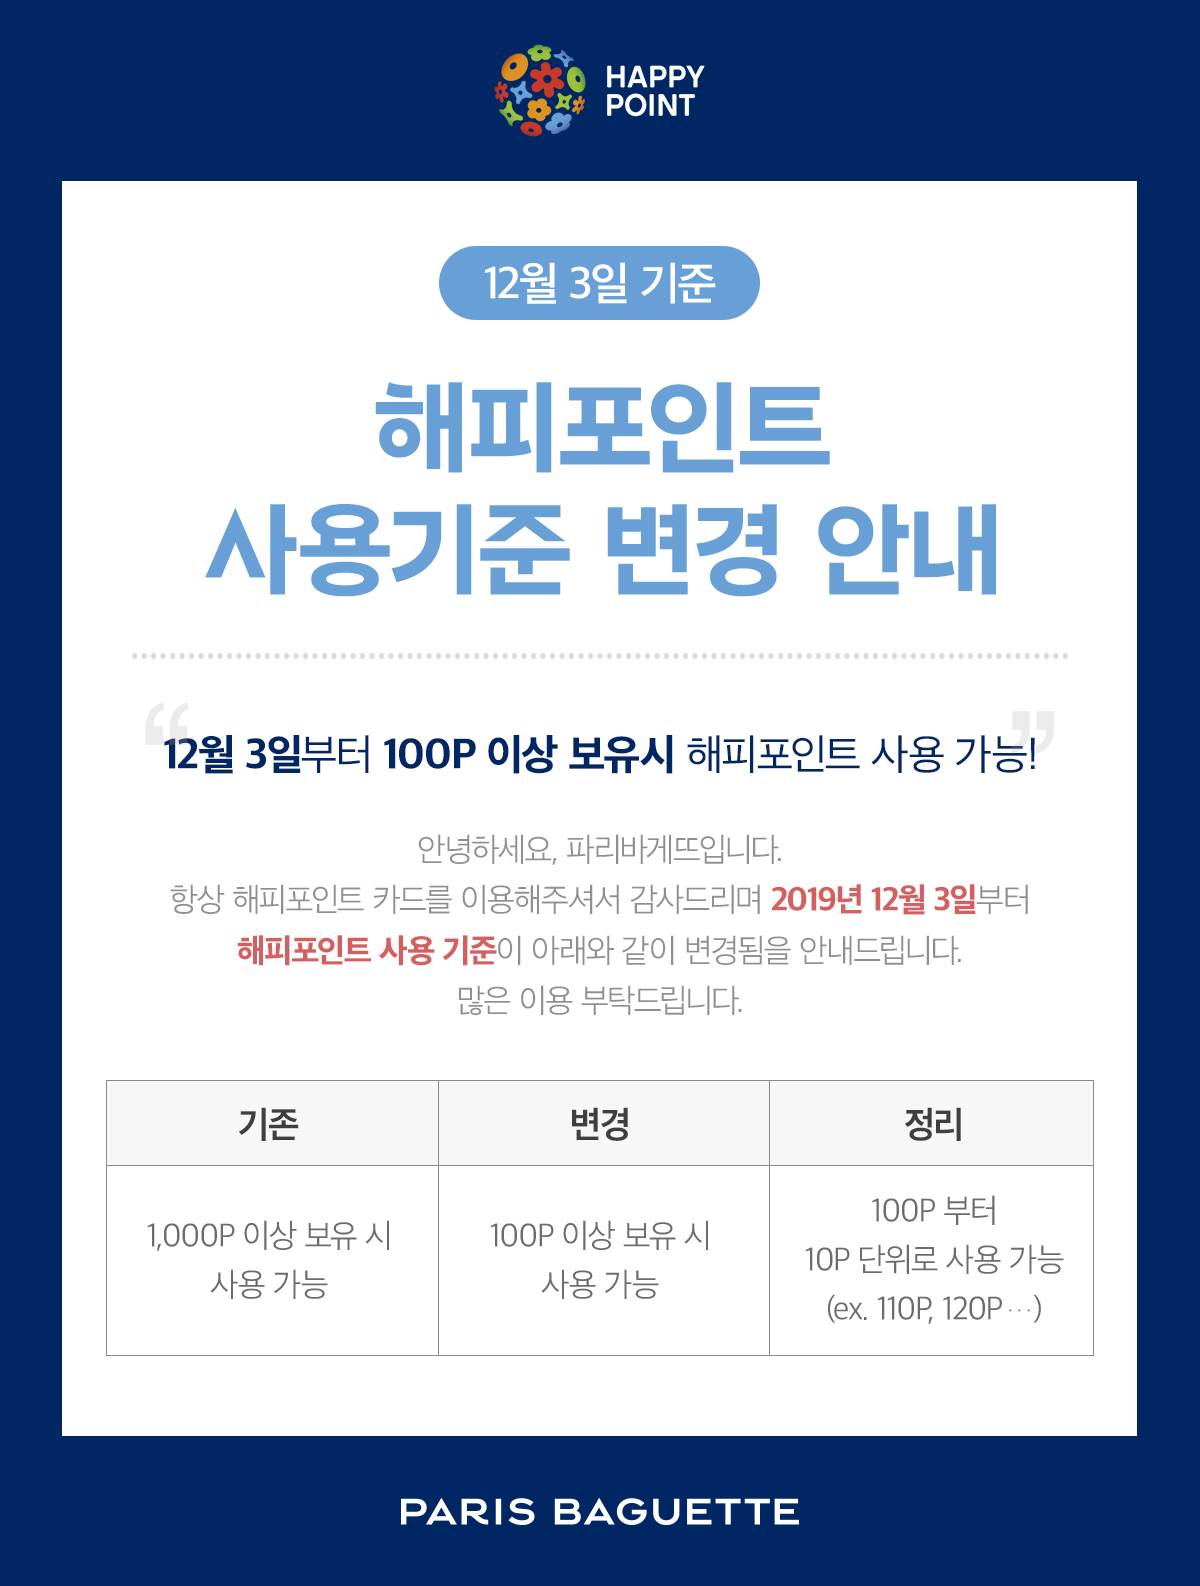 HAPPY
POINT
12월 3일 기준
해피포인트
사용기준 변경 안내
“ 12월 3일부터 100P 이상 보유시 해피포인트 사용 가능! ”
안녕하세요, 파리바게뜨입니다.
항상 해피포인트 카드를 이용해주셔서 감사드리며 2019년 12월 3일부터
해피포인트 사용 기준이 아래와 같이 변경됨을 안내드립니다.
많은 이용 부탁드립니다.
기존
변경
정리
1,000P 이상 보유 시
사용 가능
100P 이상 보유 시
사용 가능
100P 부터
10P 단위로 사용 가능
(ex. 110P, 120P ···)
PARIS BAGUETTE